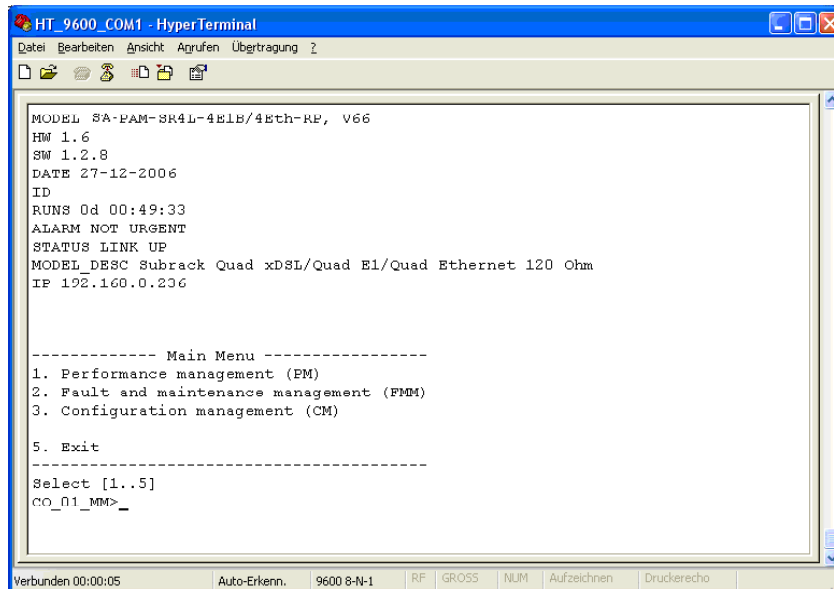 HT_9600_COM1 - HyperTerminal
Datei Bearbeiten Ansicht Anrufen Übertragung ?
MODEL SA-PAM-SR4L-4E1B/4Eth-RP, V66
HW 1.6
SW 1.2.8
DATE 27-12-2006
ID
RUNS 0d 00:49:33
ALARM NOT URGENT
STATUS LINK UP
MODEL_DESC Subrack Quad xDSL/Quad E1/Quad Ethernet 120 Ohm
IP 192.160.0.236
------------- Main Menu -----------------
1. Performance management (PM)
2. Fault and maintenance management (FMM)
3. Configuration management (CM)
5. Exit
-----------------------------------------
Select [1..5]
CO_01_MM>_
Verbunden 00:00:05 Auto-Erkenn. 9600 8-N-1 RF GROSS NUM Aufzeichnen Druckerecho